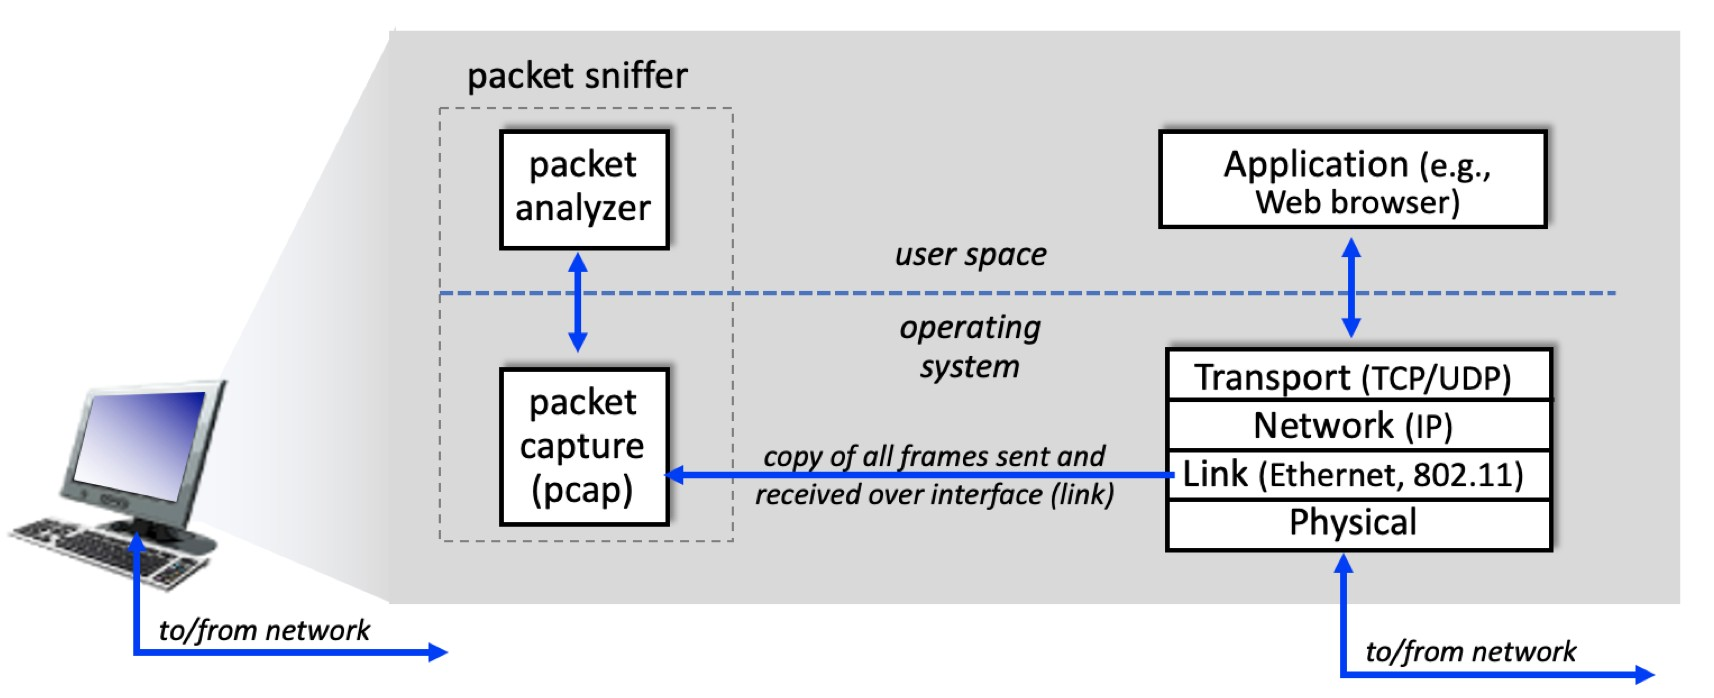 packet sniffer
packet
analyzer
Application (e.g.,
Web browser)
user space
operating
system
packet
capture
(pcap)
copy of all frames sent and
received over interface (link)
Transport (TCP/UDP)
Network (IP)
Link (Ethernet, 802.11)
Physical
to/from network
to/from network